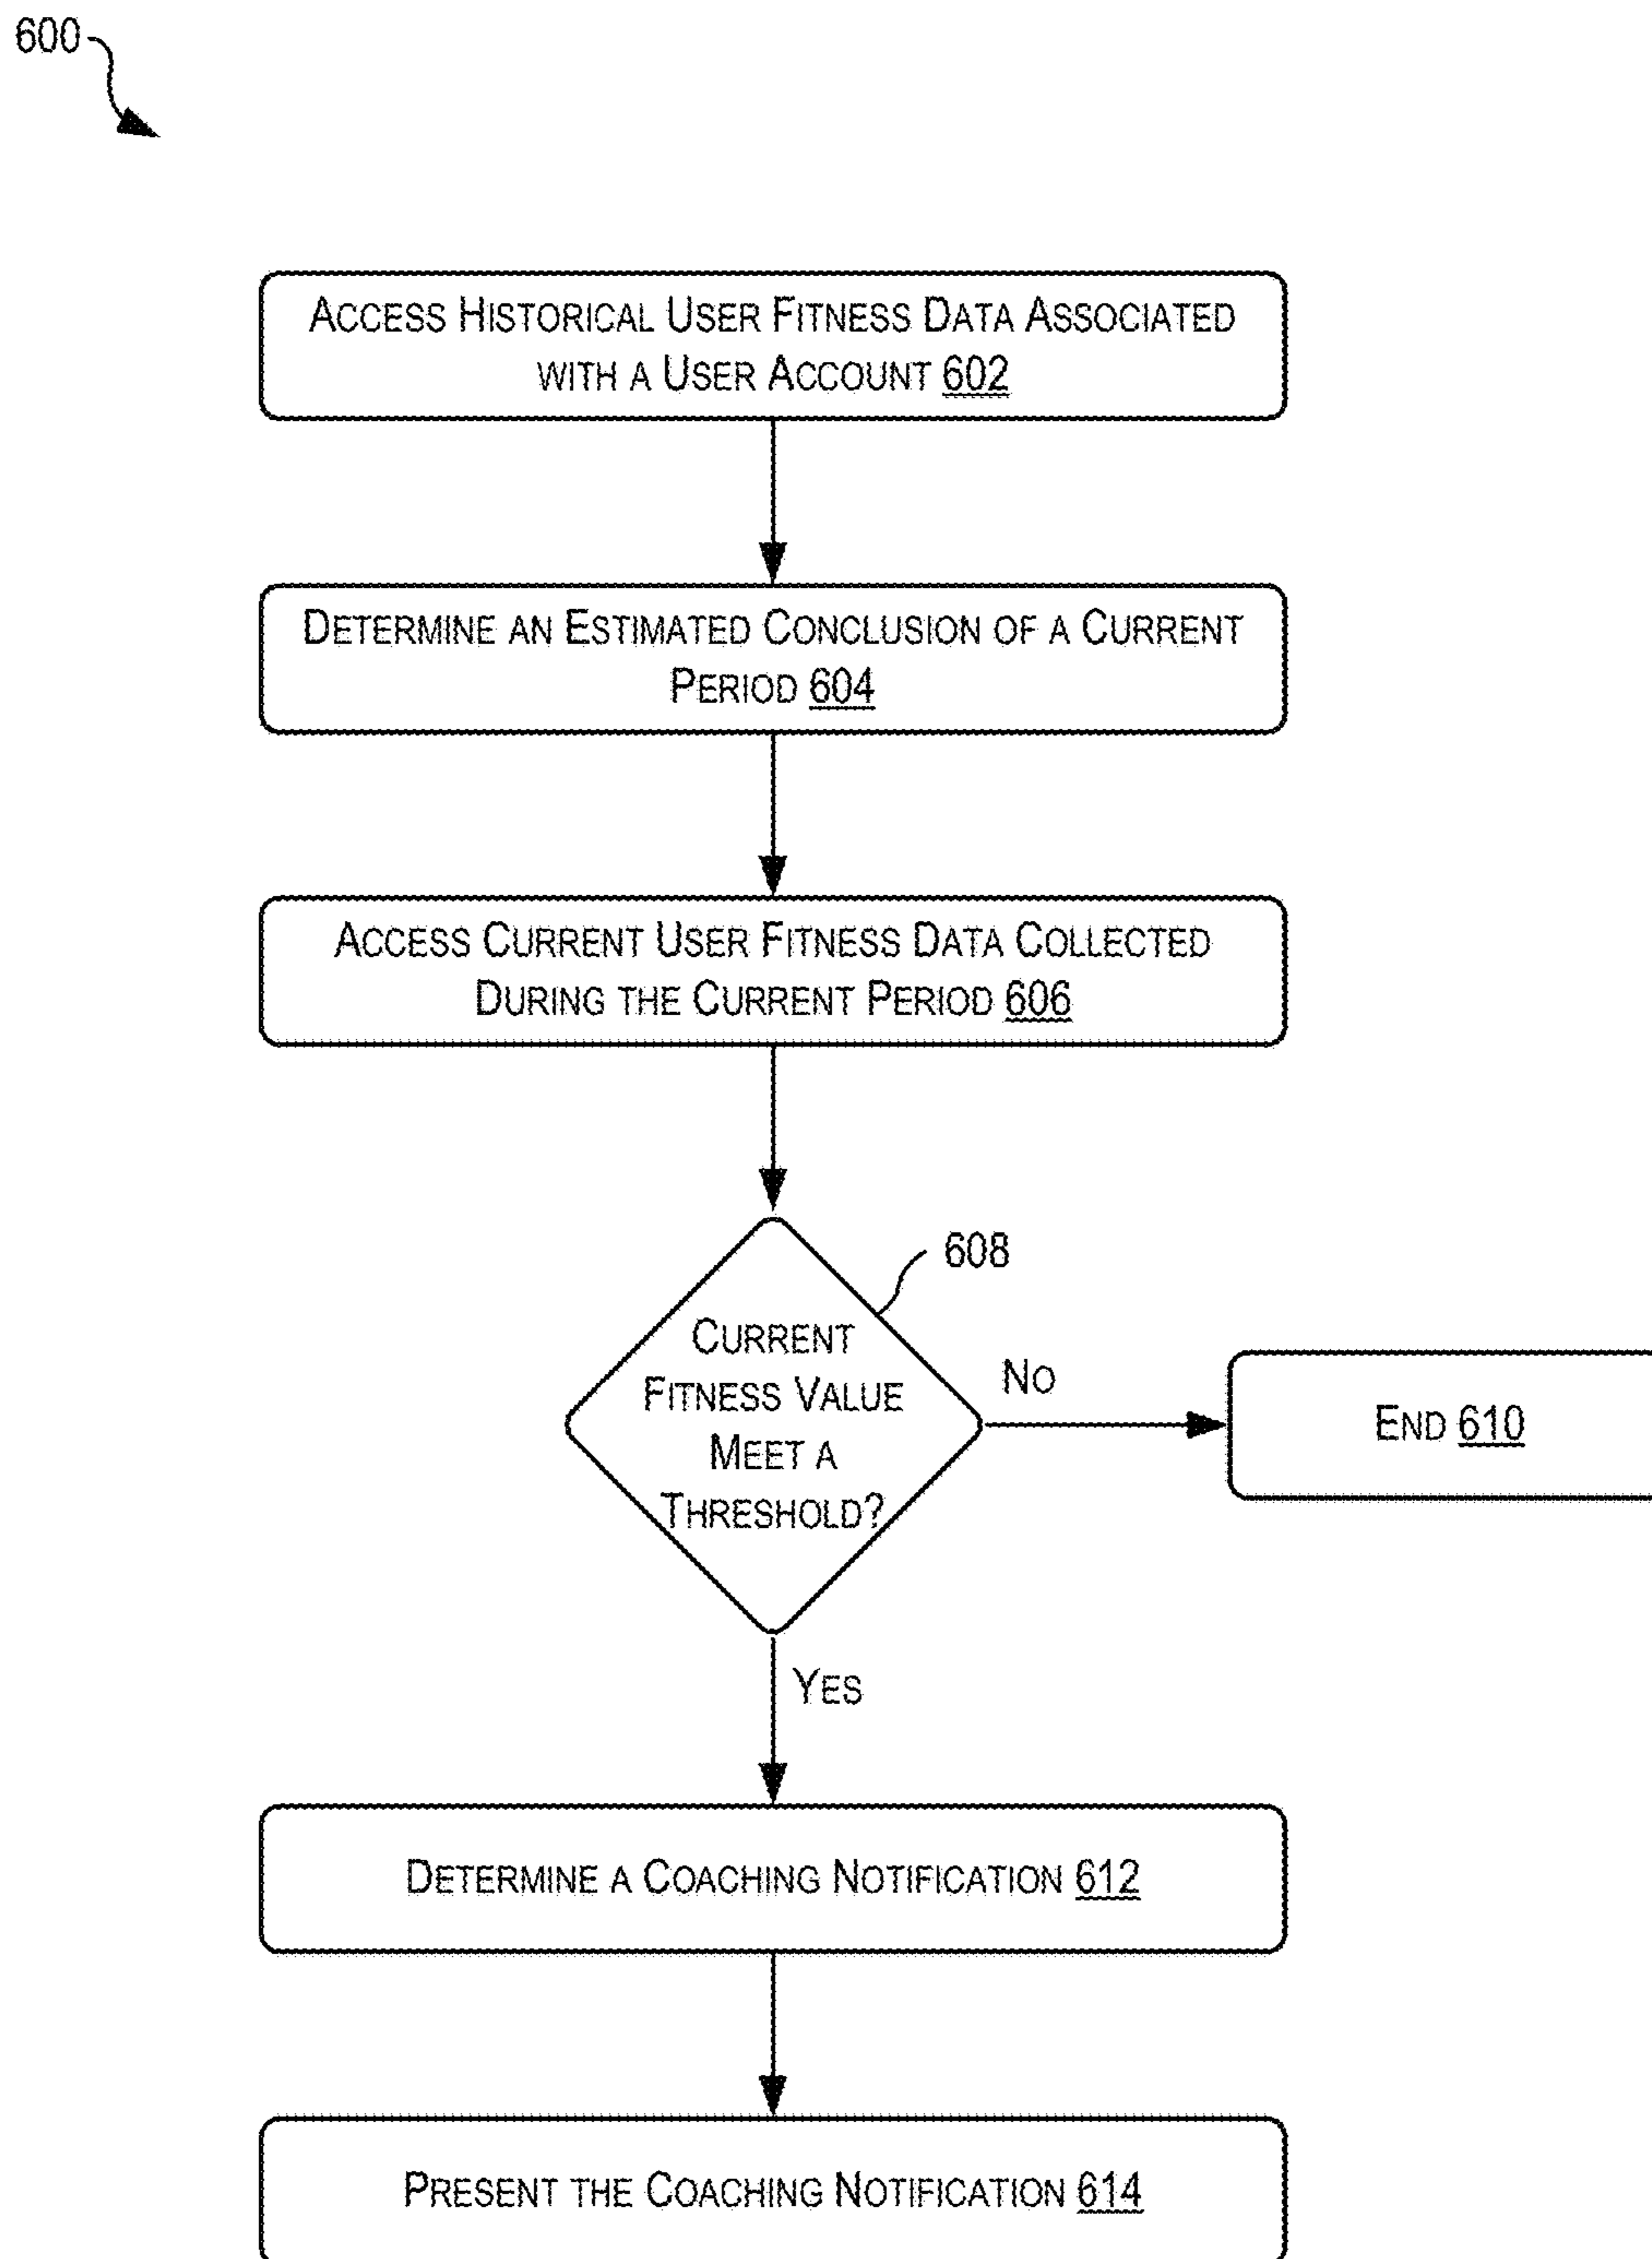 600
ACCESS HISTORICAL USER FITNESS DATA ASSOCIATED
WITH A USER ACCOUNT 602
DETERMINE AN ESTIMATED CONCLUSION OF A CURRENT
PERIOD 604
ACCESS CURRENT USER FITNESS DATA COLLECTED
DURING THE CURRENT PERIOD 606
608
CURRENT
FITNESS VALUE
MEET A
THRESHOLD?
NO
END 610
YES
DETERMINE A COACHING NOTIFICATION 612
PRESENT THE COACHING NOTIFICATION 614